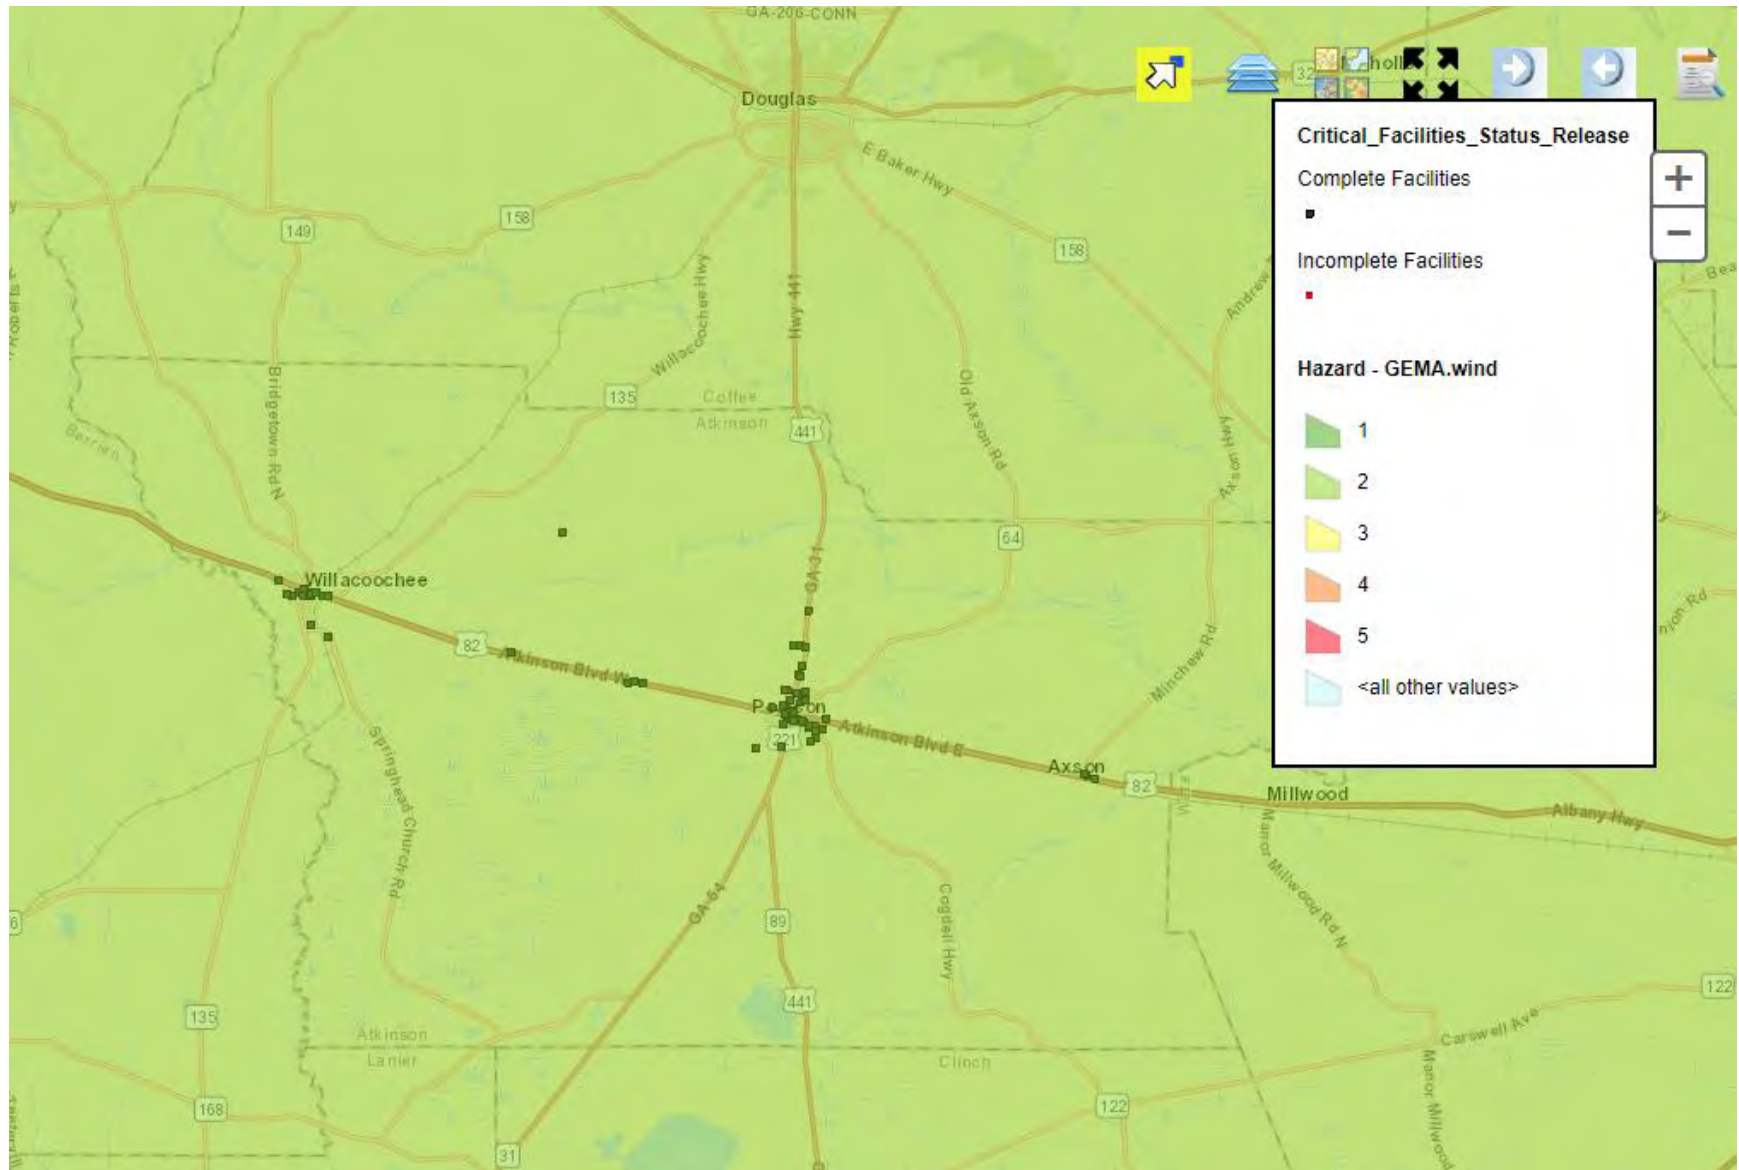 GA-206-CONN
Douglas
32
E Baker Hwy
158
149
158
Willacoochee Hwy
Hwy 441
Andrew
Bridgetown Rd N
135
Coffee
Atkinson
441
Old Axson Rd
Axson Hwy
Berrien
64
GA-31
Willacoochee
82
Atkinson Blvd W
221
Atkinson Blvd E
Minchew Rd
Axson
82
Millwood
Albany Hwy
Springhead Church Rd
GA-64
89
Cogdell Hwy
Manor Millwood Rd N
122
441
135
Atkinson
Lanier
Clinch
Carswell Ave
Manor Millwood
168
122
31
Critical_Facilities_Status_Release
Complete Facilities
Incomplete Facilities
Hazard - GEMA.wind
1
2
3
4
5
<all other values>
+
−